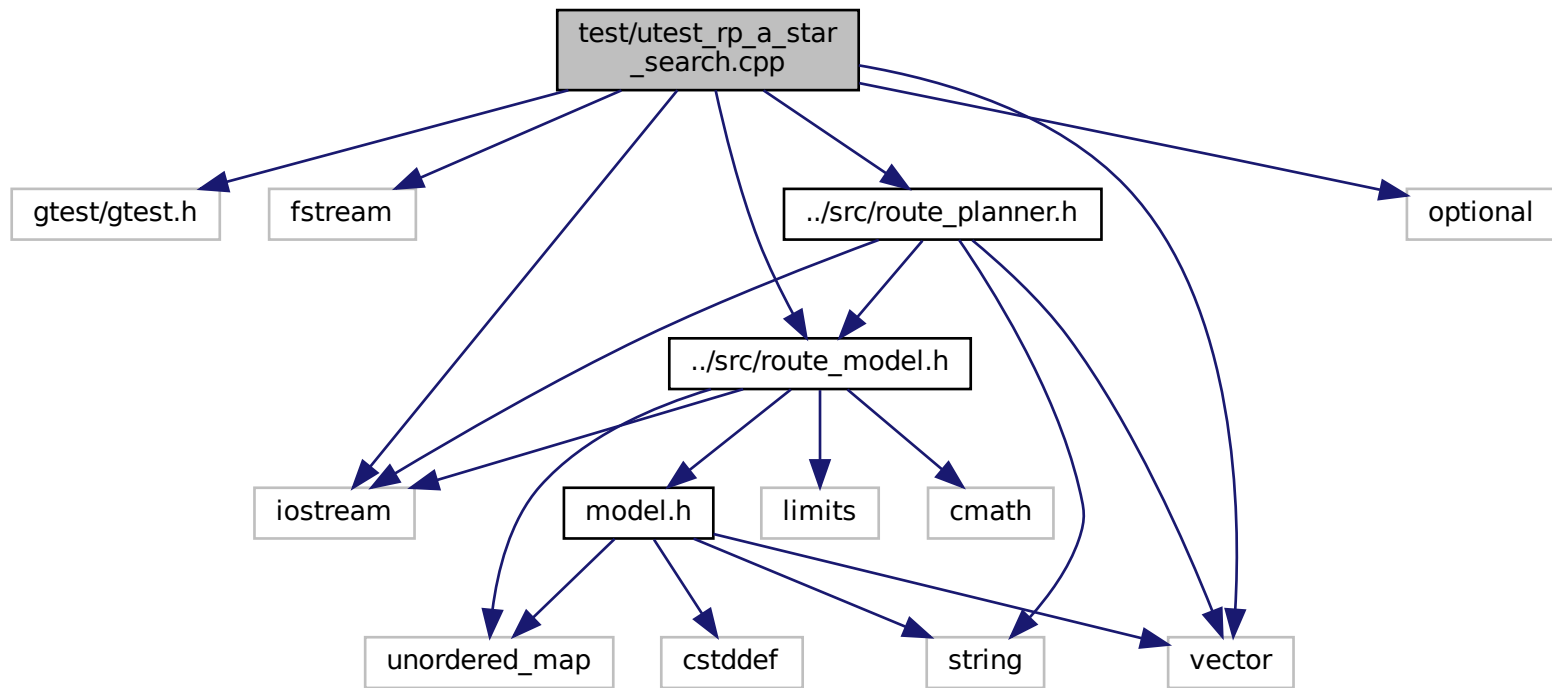 test/utest_rp_a_star
_search.cpp
gtest/gtest.h
fstream
../src/route_planner.h
optional
../src/route_model.h
iostream
model.h
limits
cmath
unordered_map
cstddef
string
vector